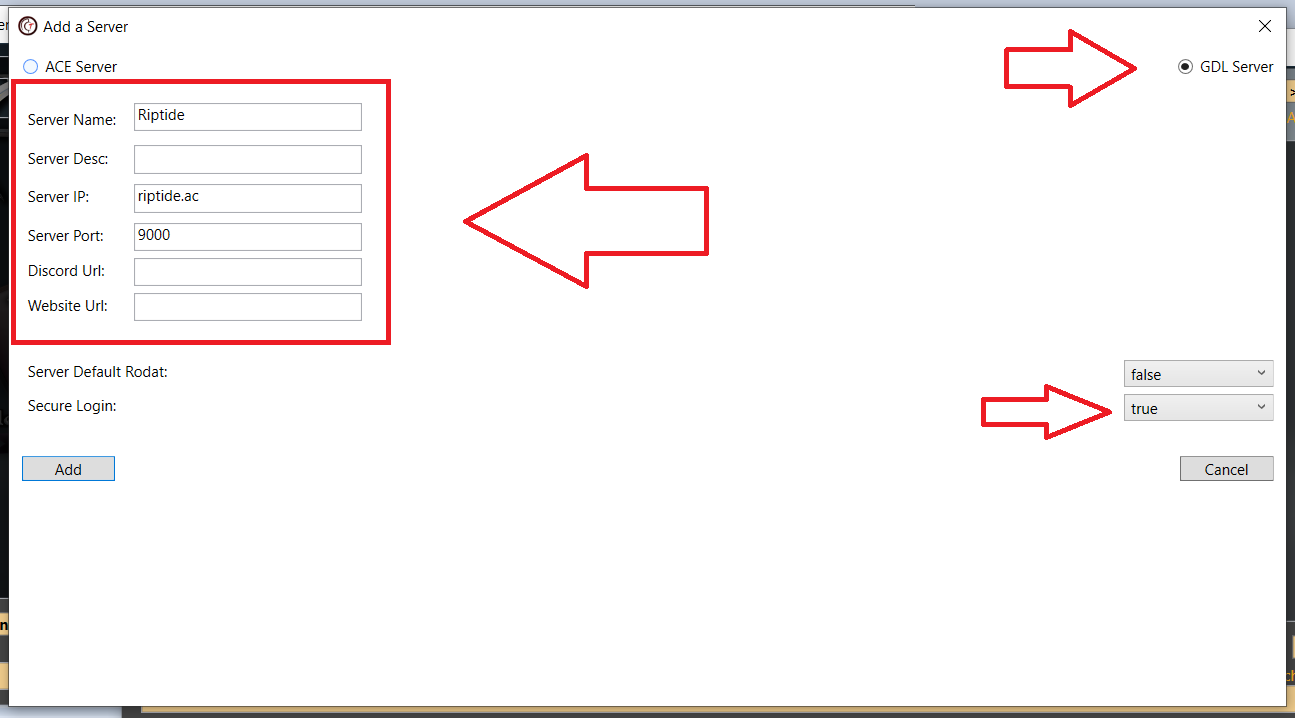 Add a Server
ACE Server
GDL Server
Server Name: Riptide
Server Desc:
Server IP: riptide.ac
Server Port: 9000
Discord Url:
Website Url:
Server Default Rodat: false
Secure Login: true
Add
Cancel